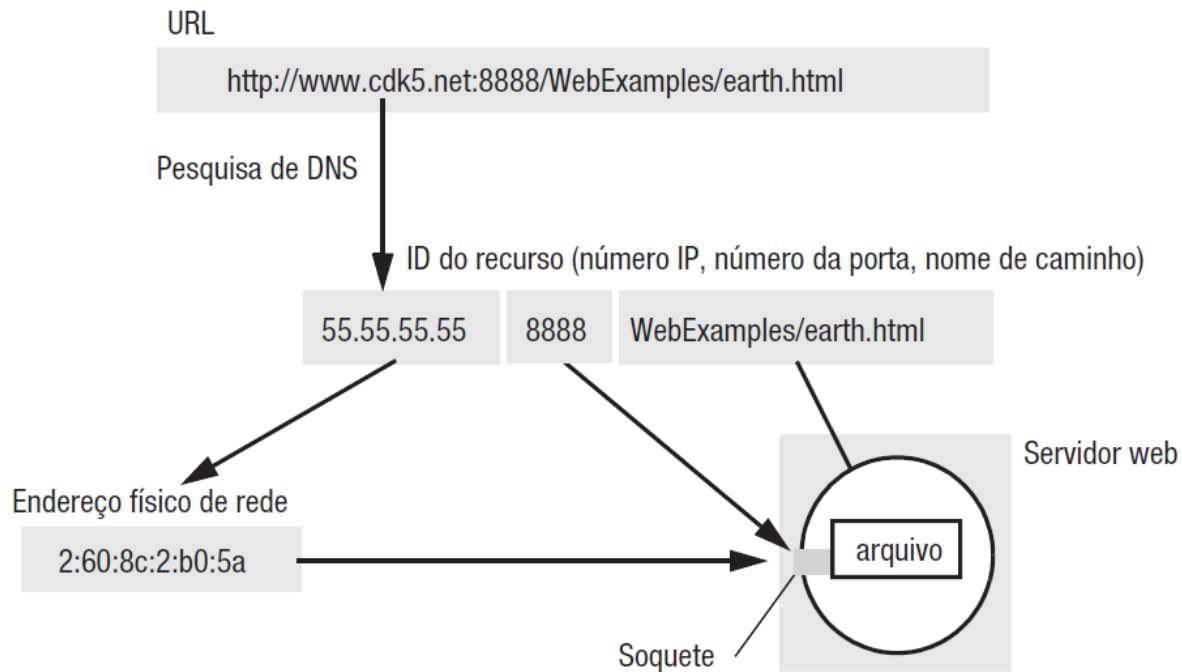 URL
http://www.cdk5.net:8888/WebExamples/earth.html
Pesquisa de DNS
ID do recurso (número IP, número da porta, nome de caminho)
55.55.55.55 8888 WebExamples/earth.html
Servidor web
Endereço físico de rede
2:60:8c:2:b0:5a
arquivo
Soquete